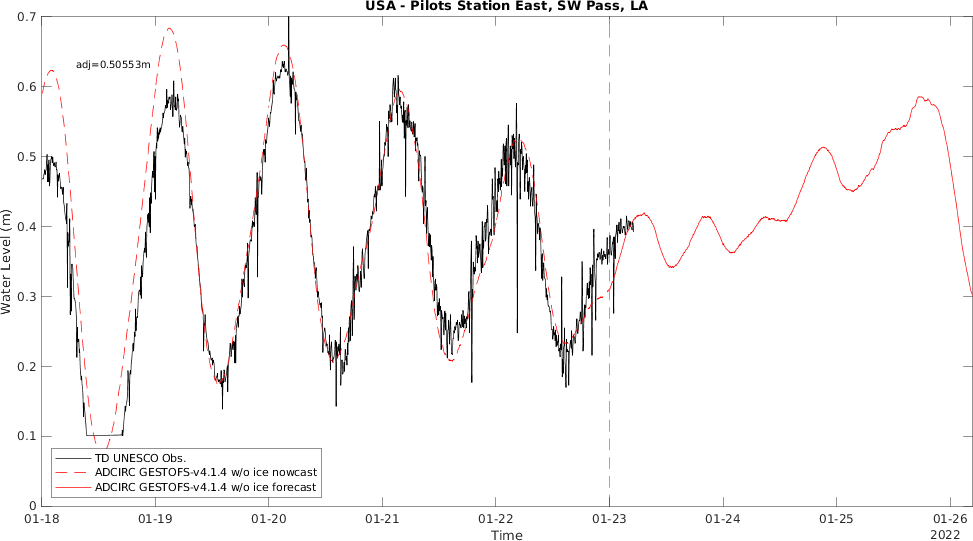 USA - Pilots Station East, SW Pass, LA
0.7
adj=0.50553m
0.6
0.5
0.4
0.3
0.2
0.1
0
Water Level (m)
TD UNESCO Obs.
ADCIRC GESTOFS-v4.1.4 w/o ice nowcast
ADCIRC GESTOFS-v4.1.4 w/o ice forecast
01-18 01-19 01-20 01-21 01-22 01-23 01-24 01-25 01-26
Time 2022